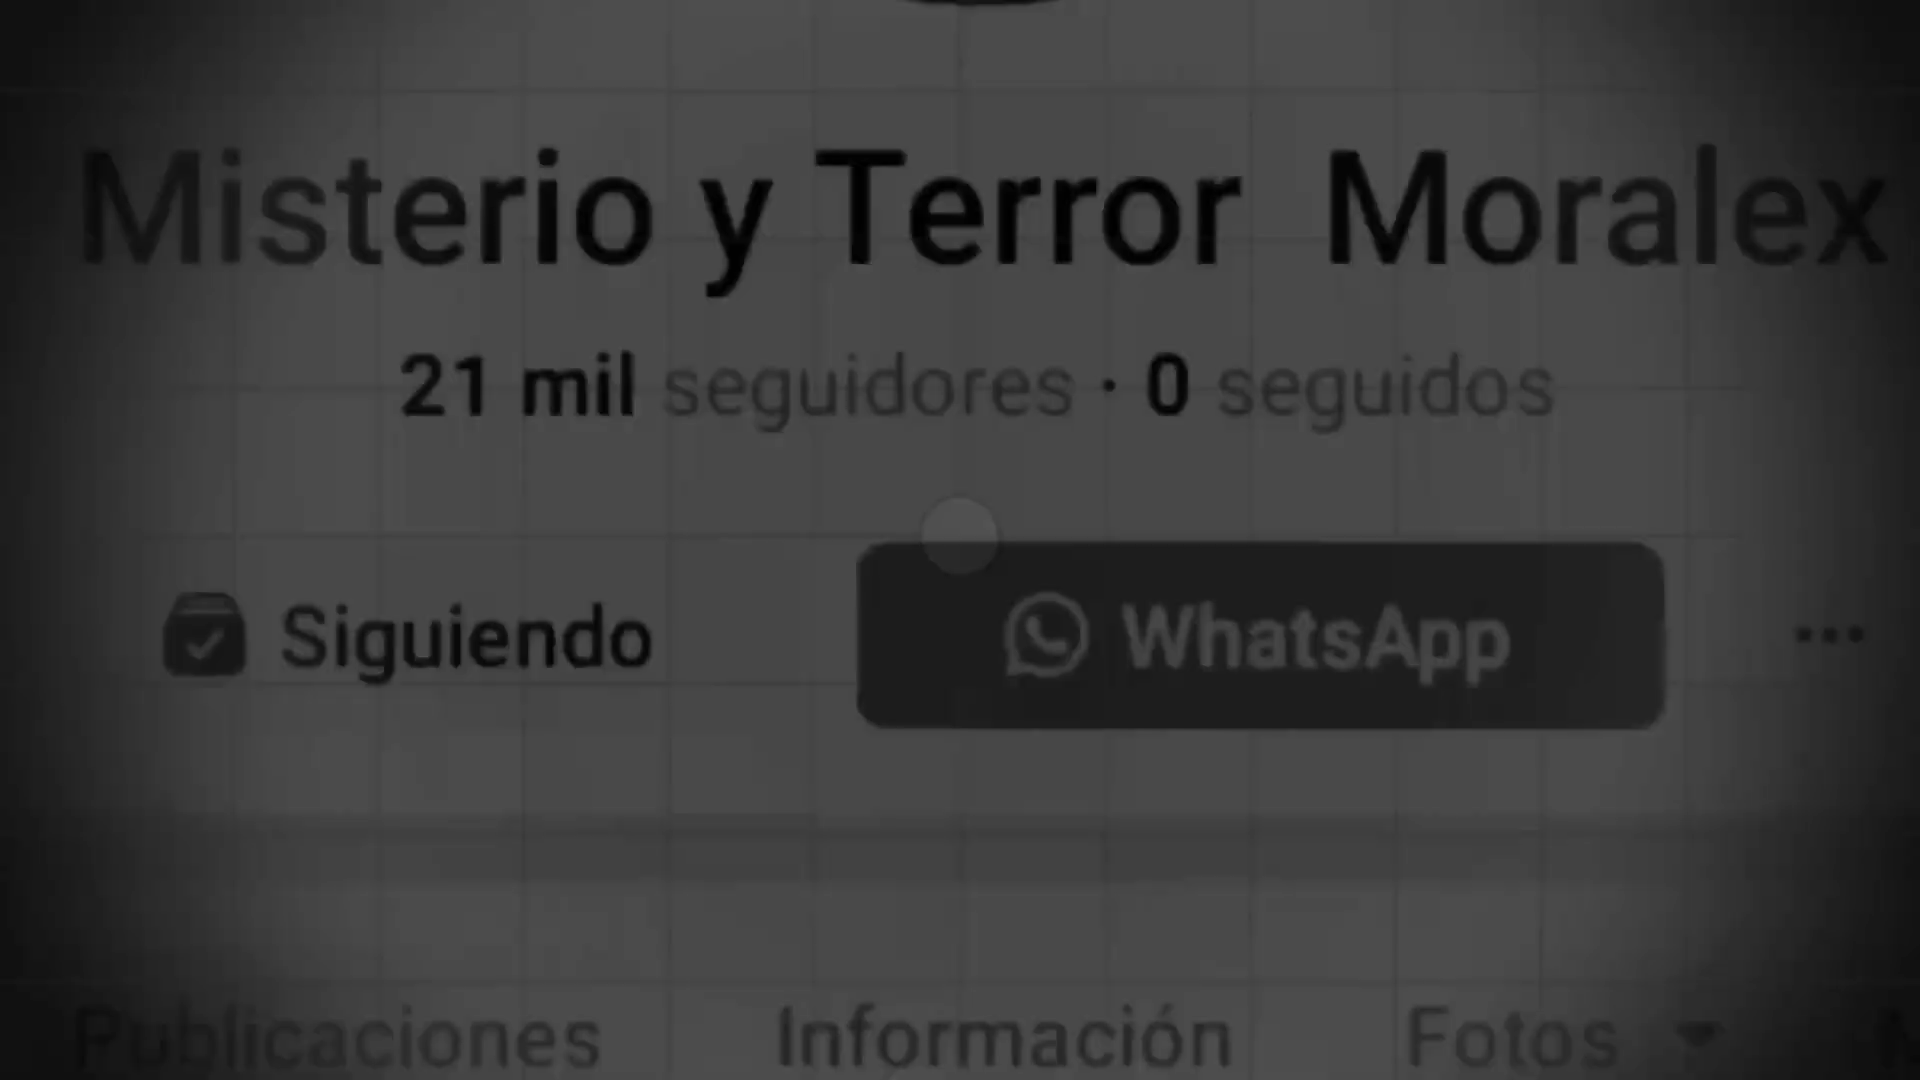 Misterio y Terror Moralex
21 mil seguidores · 0 seguidos
Siguiendo
WhatsApp
Publicaciones Información Fotos